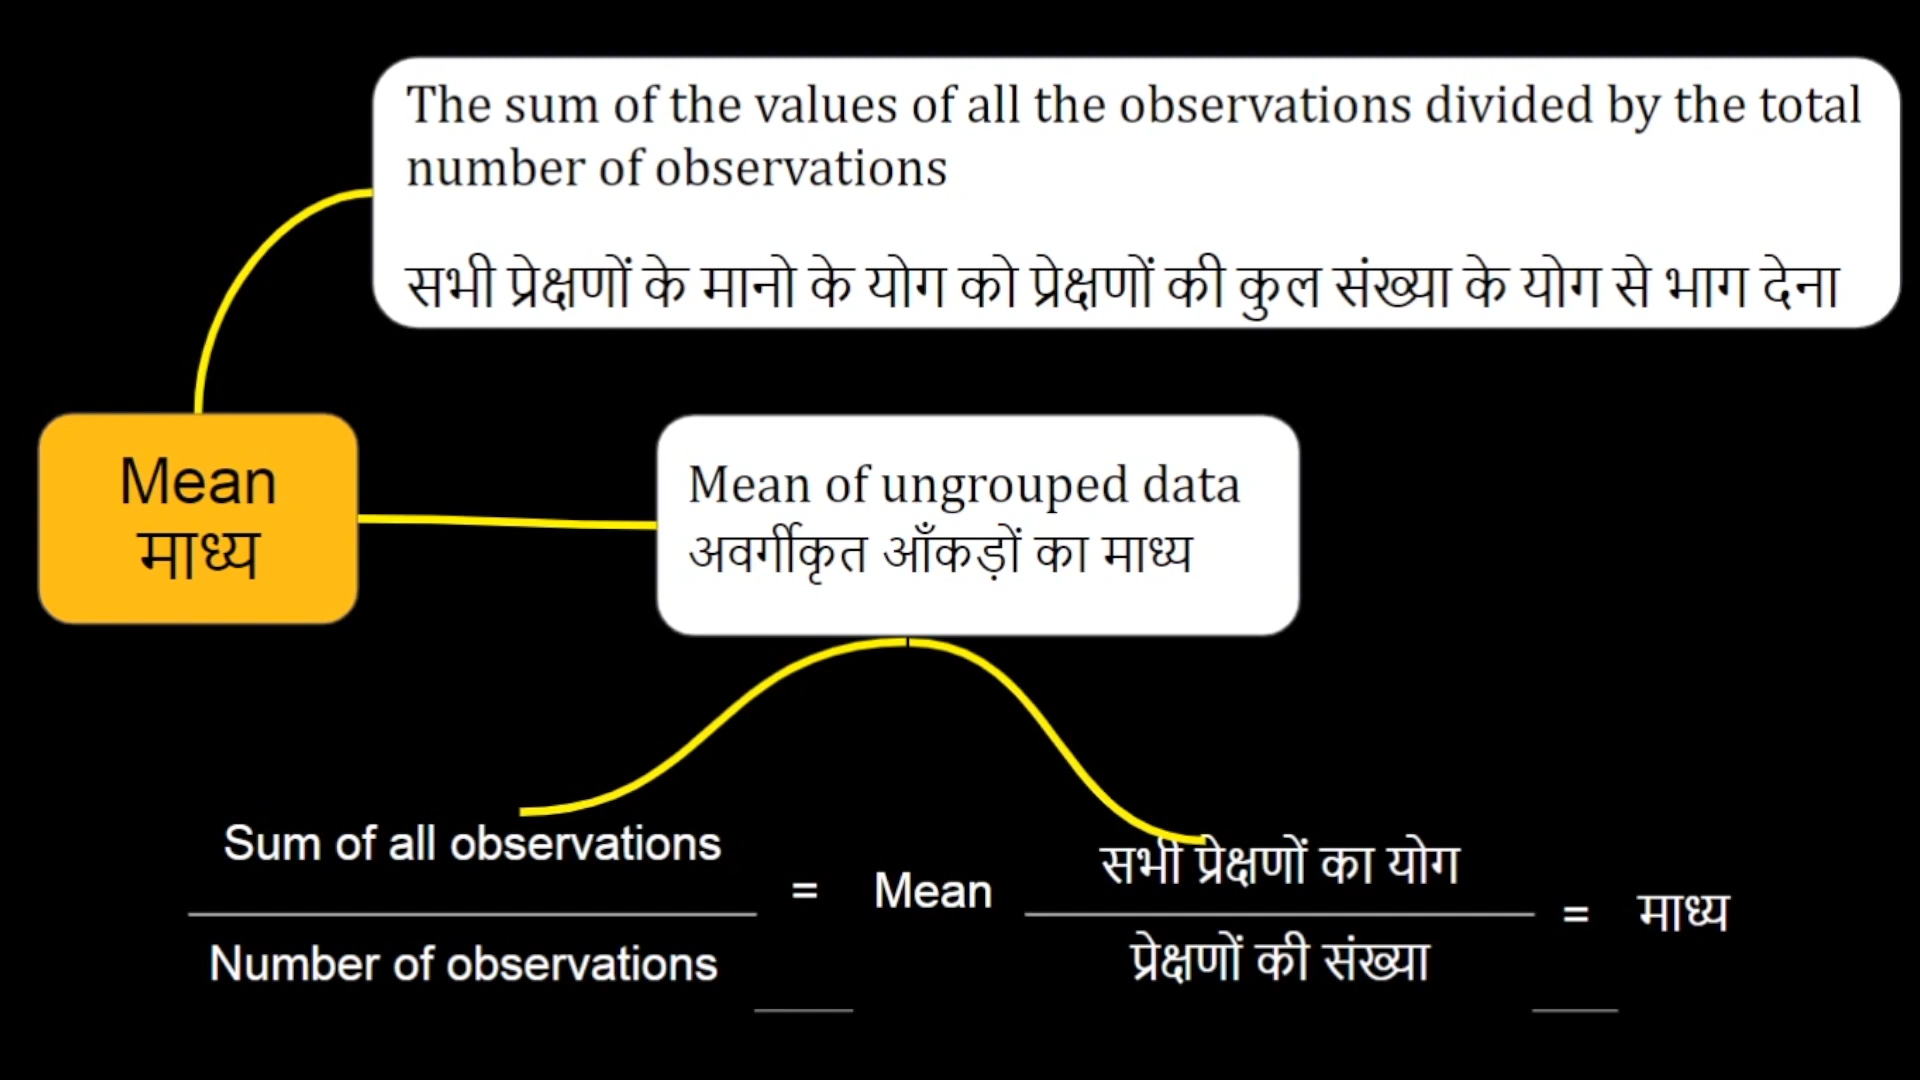 The sum of the values of all the observations divided by the total
number of observations
सभी प्रेक्षणों के मानो के योग को प्रेक्षणों की कुल संख्या के योग से भाग देना
Mean
माध्य
Mean of ungrouped data
अवर्गीकृत आँकड़ों का माध्य
Sum of all observations
Number of observations
= Mean
सभी प्रेक्षणों का योग
प्रेक्षणों की संख्या
= माध्य